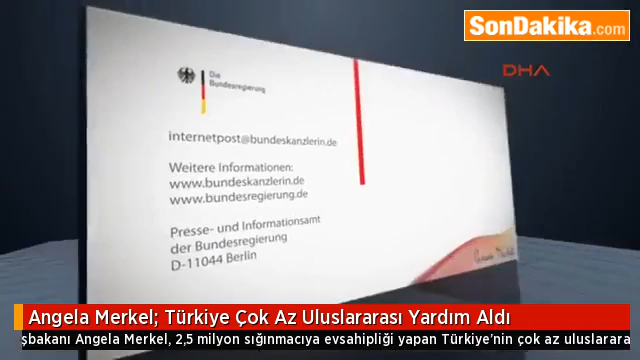 SonDakika.com
DHA
Die
Bundesregierung
internetpost@bundeskanzlerin.de
Weitere Informationen:
www.bundeskanzlerin.de
www.bundesregierung.de
Presse- und Informationsamt
der Bundesregierung
D-11044 Berlin
Angela Merkel; Türkiye Çok Az Uluslararası Yardım Aldı
şbakanı Angela Merkel, 2,5 milyon sığınmacıya evsahipliği yapan Türkiye'nin çok az uluslarara